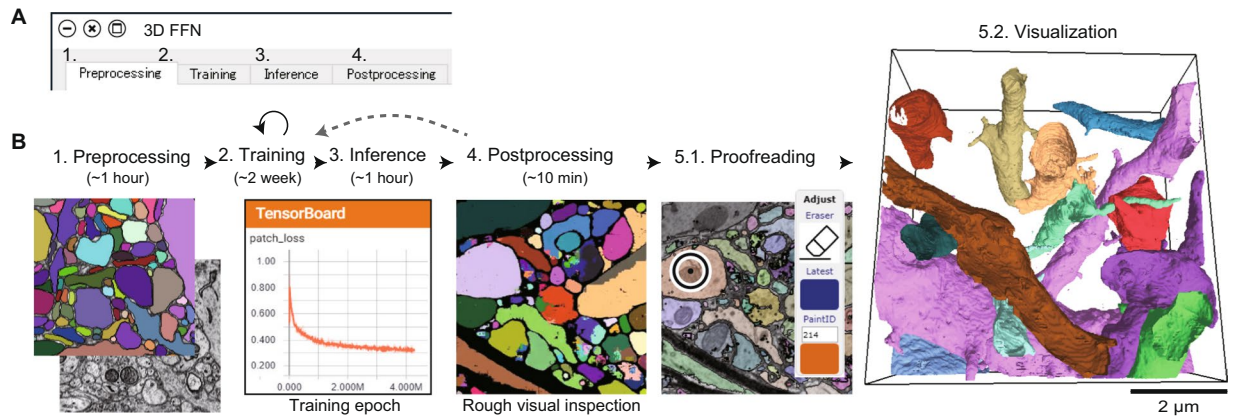 A
3D FFN
1. 2. 3. 4.
Preprocessing Training Inference Postprocessing
5.2. Visualization
B
1. Preprocessing 2. Training 3. Inference 4. Postprocessing 5.1. Proofreading
(~1 hour) (~2 week) (~1 hour) (~10 min)
TensorBoard
patch_loss
1.00
0.800
0.600
0.400
0.200
0.000 2.000M 4.000M
Training epoch
Rough visual inspection
Adjust
Eraser
Latest
PaintID
214
2 μm